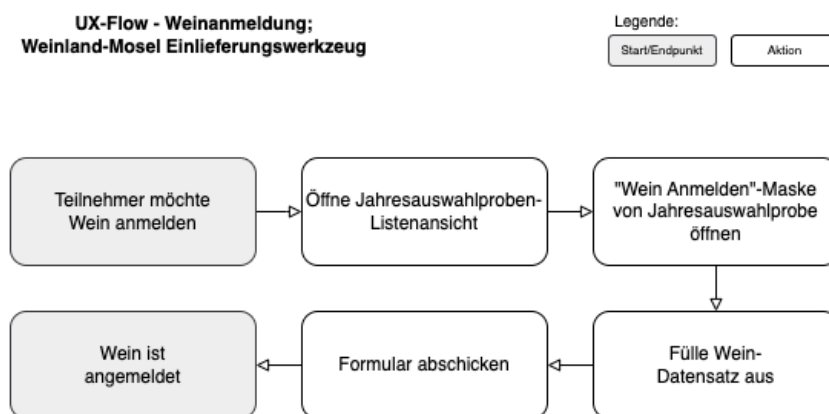 UX-Flow - Weinanmeldung;
Weinland-Mosel Einlieferungswerkzeug
Legende:
Start/Endpunkt
Aktion
Teilnehmer möchte
Wein anmelden
Öffne Jahresauswahlproben-
Listenansicht
"Wein Anmelden"-Maske
von Jahresauswahlprobe
öffnen
Wein ist
angemeldet
Formular abschicken
Fülle Wein-
Datensatz aus